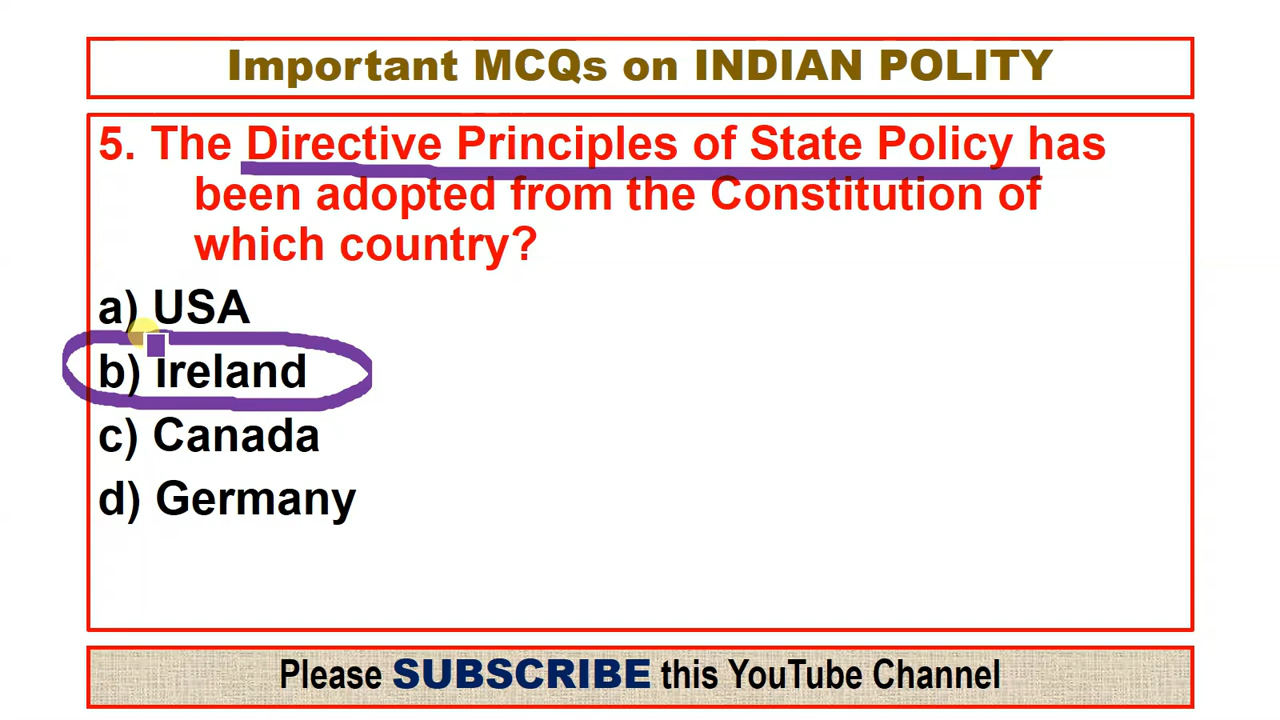 Important MCQs on INDIAN POLITY
5. The Directive Principles of State Policy has
been adopted from the Constitution of
which country?
a) USA
b) Ireland
c) Canada
d) Germany
Please SUBSCRIBE this YouTube Channel